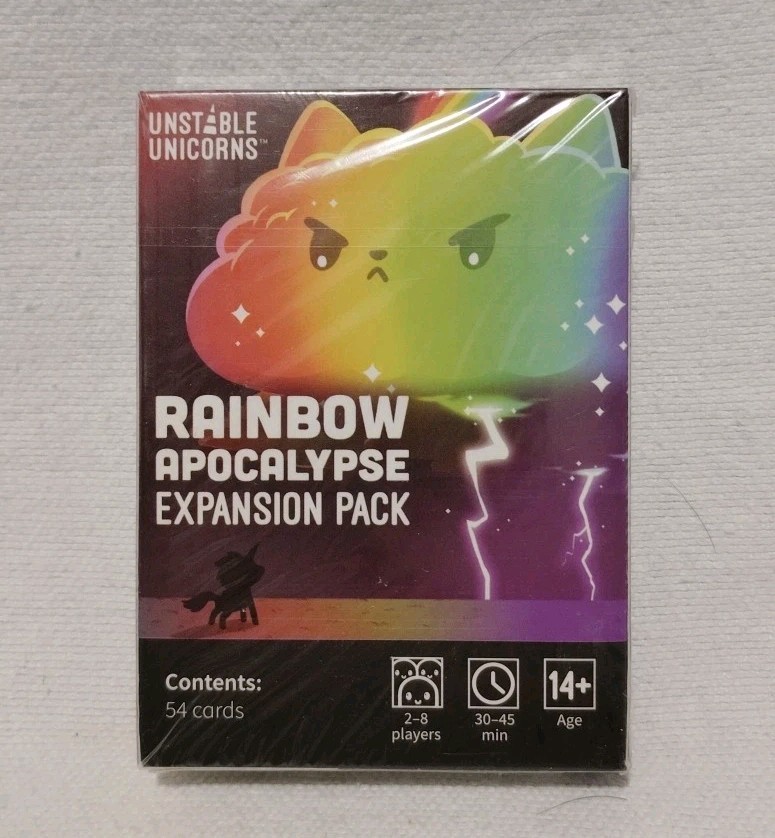 UNSTABLE
UNICORNS™
RAINBOW
APOCALYPSE
EXPANSION PACK
Contents:
54 cards
2–8
players
30–45
min
14+
Age